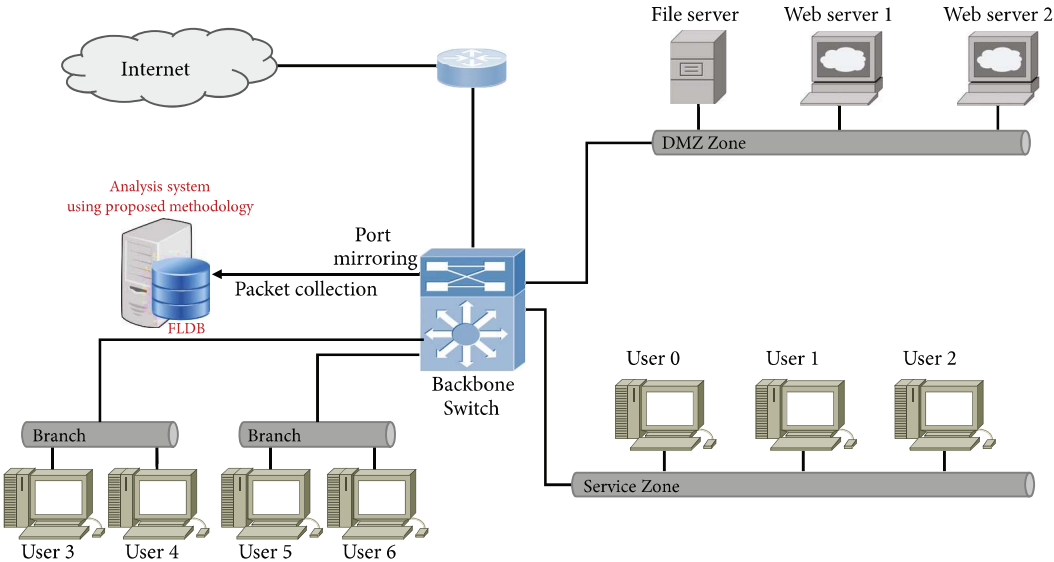 File server
Web server 1
Web server 2
Internet
DMZ Zone
Analysis system
using proposed methodology
Port
mirroring
Packet collection
FLDB
Backbone
Switch
User 0
User 1
User 2
Branch
Branch
Service Zone
User 3
User 4
User 5
User 6